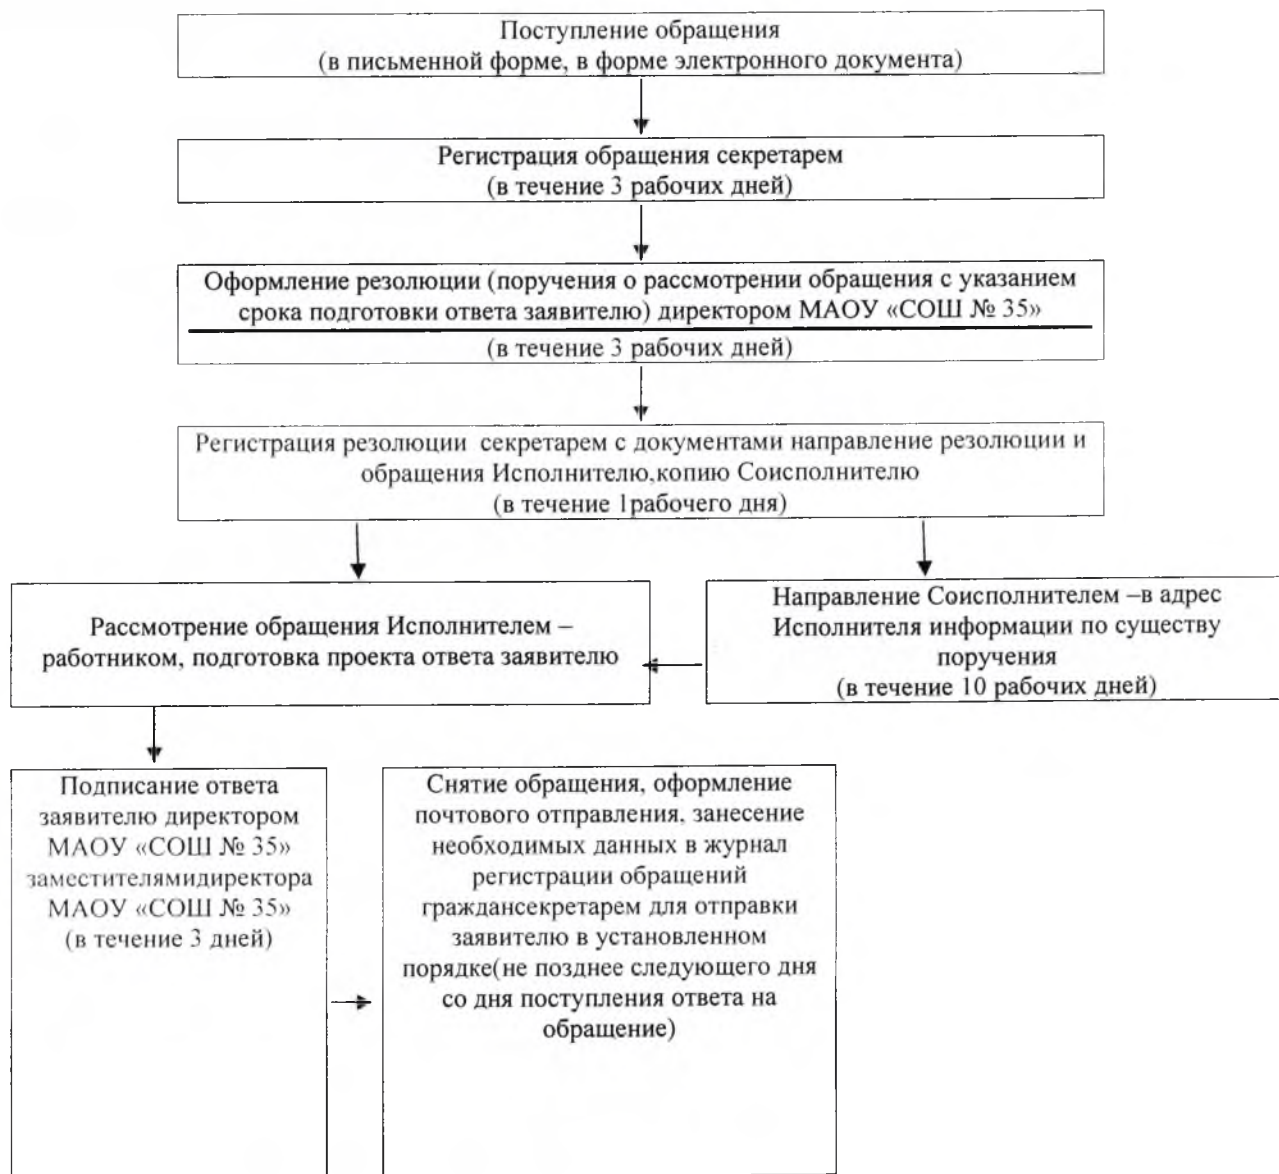 Поступление обращения
(в письменной форме, в форме электронного документа)
Регистрация обращения секретарем
(в течение 3 рабочих дней)
Оформление резолюции (поручения о рассмотрении обращения с указанием
срока подготовки ответа заявителю) директором МАОУ «СОШ № 35»
(в течение 3 рабочих дней)
Регистрация резолюции секретарем с документами направление резолюции и
обращения Исполнителю,копию Соисполнителю
(в течение 1рабочего дня)
Рассмотрение обращения Исполнителем –
работником, подготовка проекта ответа заявителю
Направление Соисполнителем –в адрес
Исполнителя информации по существу
поручения
(в течение 10 рабочих дней)
Подписание ответа
заявителю директором
МАОУ «СОШ № 35»
заместителямидиректора
МАОУ «СОШ № 35»
(в течение 3 дней)
Снятие обращения, оформление
почтового отправления, занесение
необходимых данных в журнал
регистрации обращений
граждансекретарем для отправки
заявителю в установленном
порядке(не позднее следующего дня
со дня поступления ответа на
обращение)